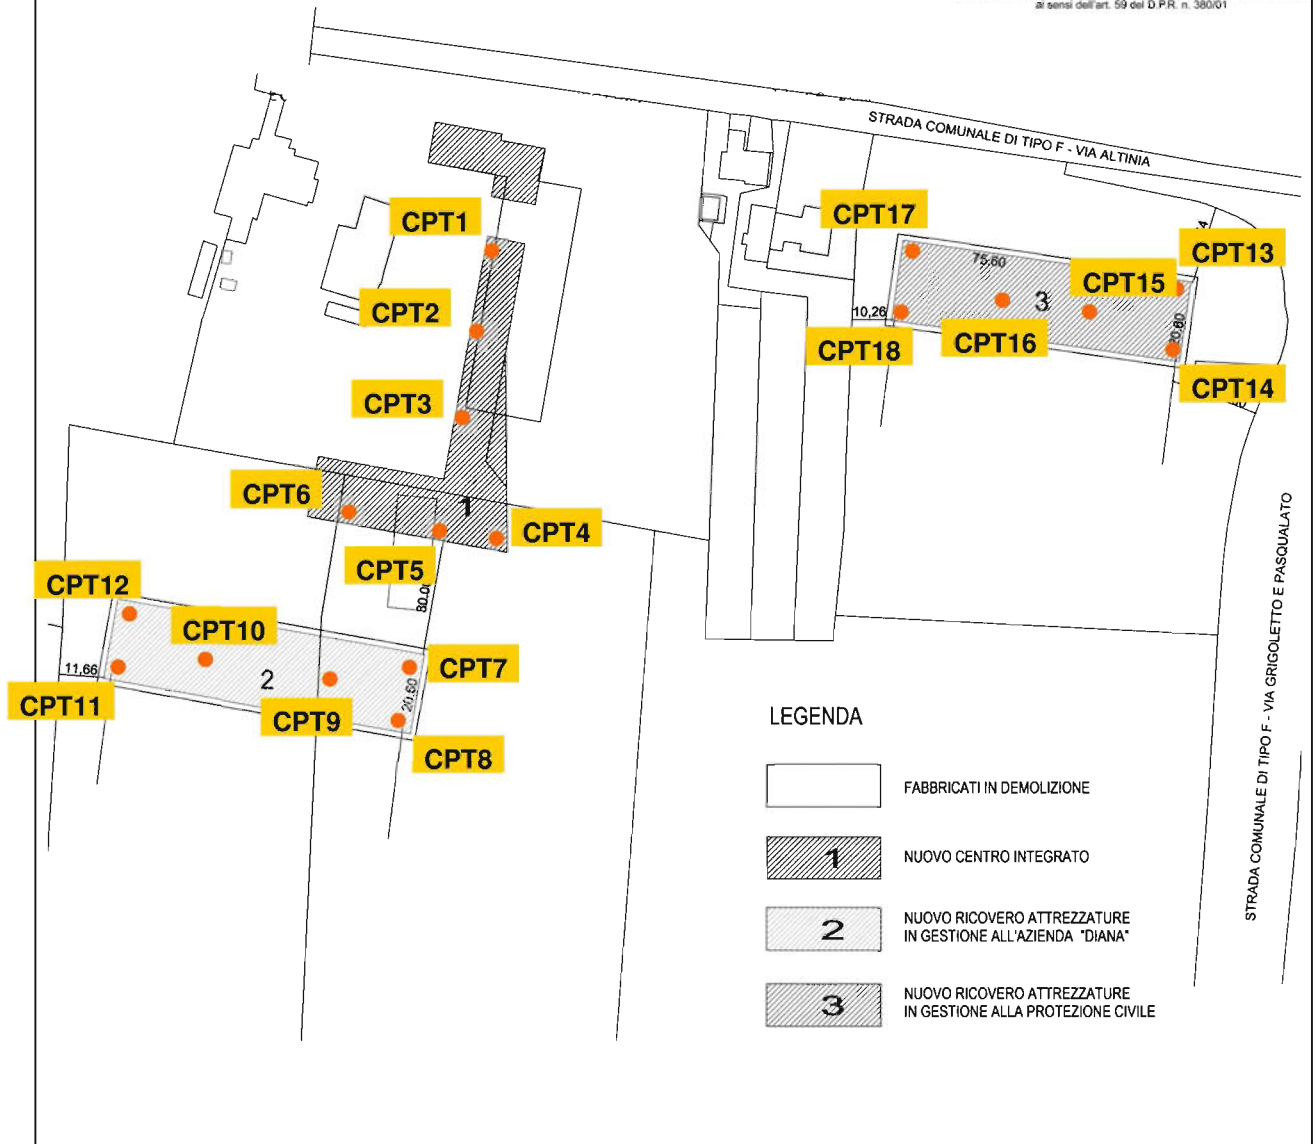 ai sensi dell'art. 59 del D.P.R. n. 380/01
STRADA COMUNALE DI TIPO F - VIA ALTINIA
CPT1
CPT17
CPT13
75.60
CPT15
CPT2
3
10,26
20,60
CPT18
CPT16
CPT14
CPT3
CPT6
1
CPT4
CPT5
80.00
CPT12
CPT10
11,66
2
CPT7
20.60
CPT11
CPT9
CPT8
STRADA COMUNALE DI TIPO F - VIA GRIGOLETTO E PASQUALATO
LEGENDA
FABBRICATI IN DEMOLIZIONE
1
NUOVO CENTRO INTEGRATO
2
NUOVO RICOVERO ATTREZZATURE
IN GESTIONE ALL'AZIENDA "DIANA"
3
NUOVO RICOVERO ATTREZZATURE
IN GESTIONE ALLA PROTEZIONE CIVILE